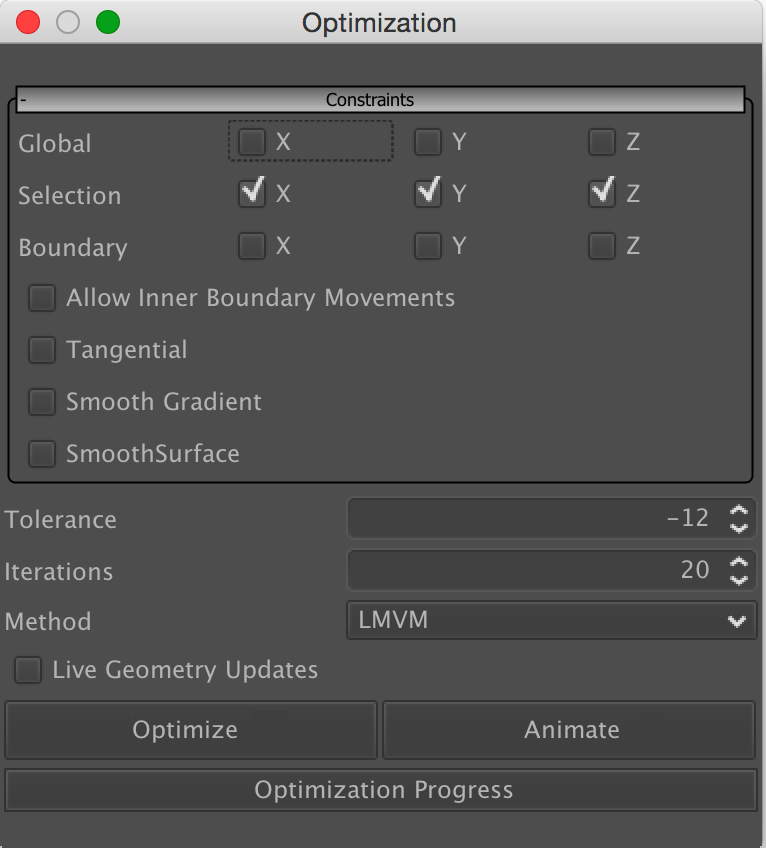 Optimization
- Constraints
Global X Y Z
Selection X Y Z
Boundary X Y Z
Allow Inner Boundary Movements
Tangential
Smooth Gradient
SmoothSurface
Tolerance -12
Iterations 20
Method LMVM
Live Geometry Updates
Optimize Animate
Optimization Progress